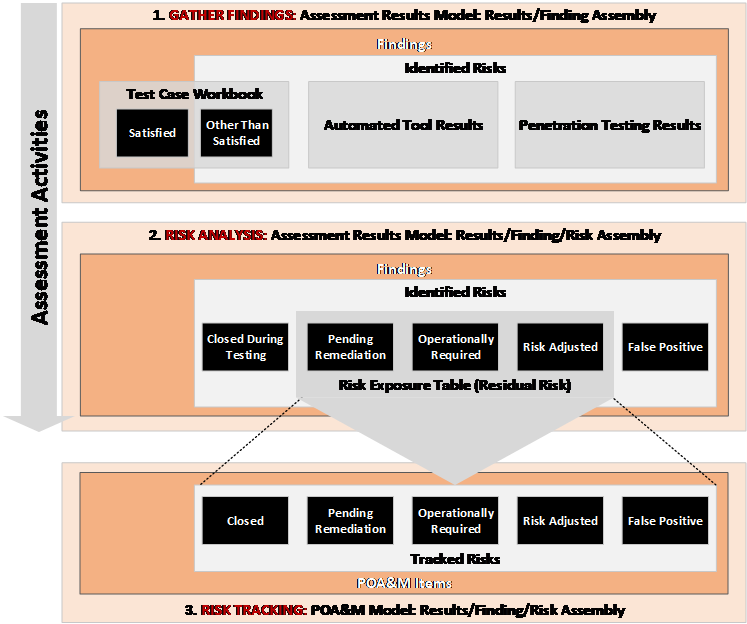 1. GATHER FINDINGS: Assessment Results Model: Results/Finding Assembly
Findings
Identified Risks
Test Case Workbook
Satisfied
Other Than
Satisfied
Automated Tool Results
Penetration Testing Results
Assessment Activities
2. RISK ANALYSIS: Assessment Results Model: Results/Finding/Risk Assembly
Findings
Identified Risks
Closed During
Testing
Pending
Remediation
Operationally
Required
Risk Adjusted
False Positive
Risk Exposure Table (Residual Risk)
Closed
Pending
Remediation
Operationally
Required
Risk Adjusted
False Positive
Tracked Risks
POA&M Items
3. RISK TRACKING: POA&M Model: Results/Finding/Risk Assembly